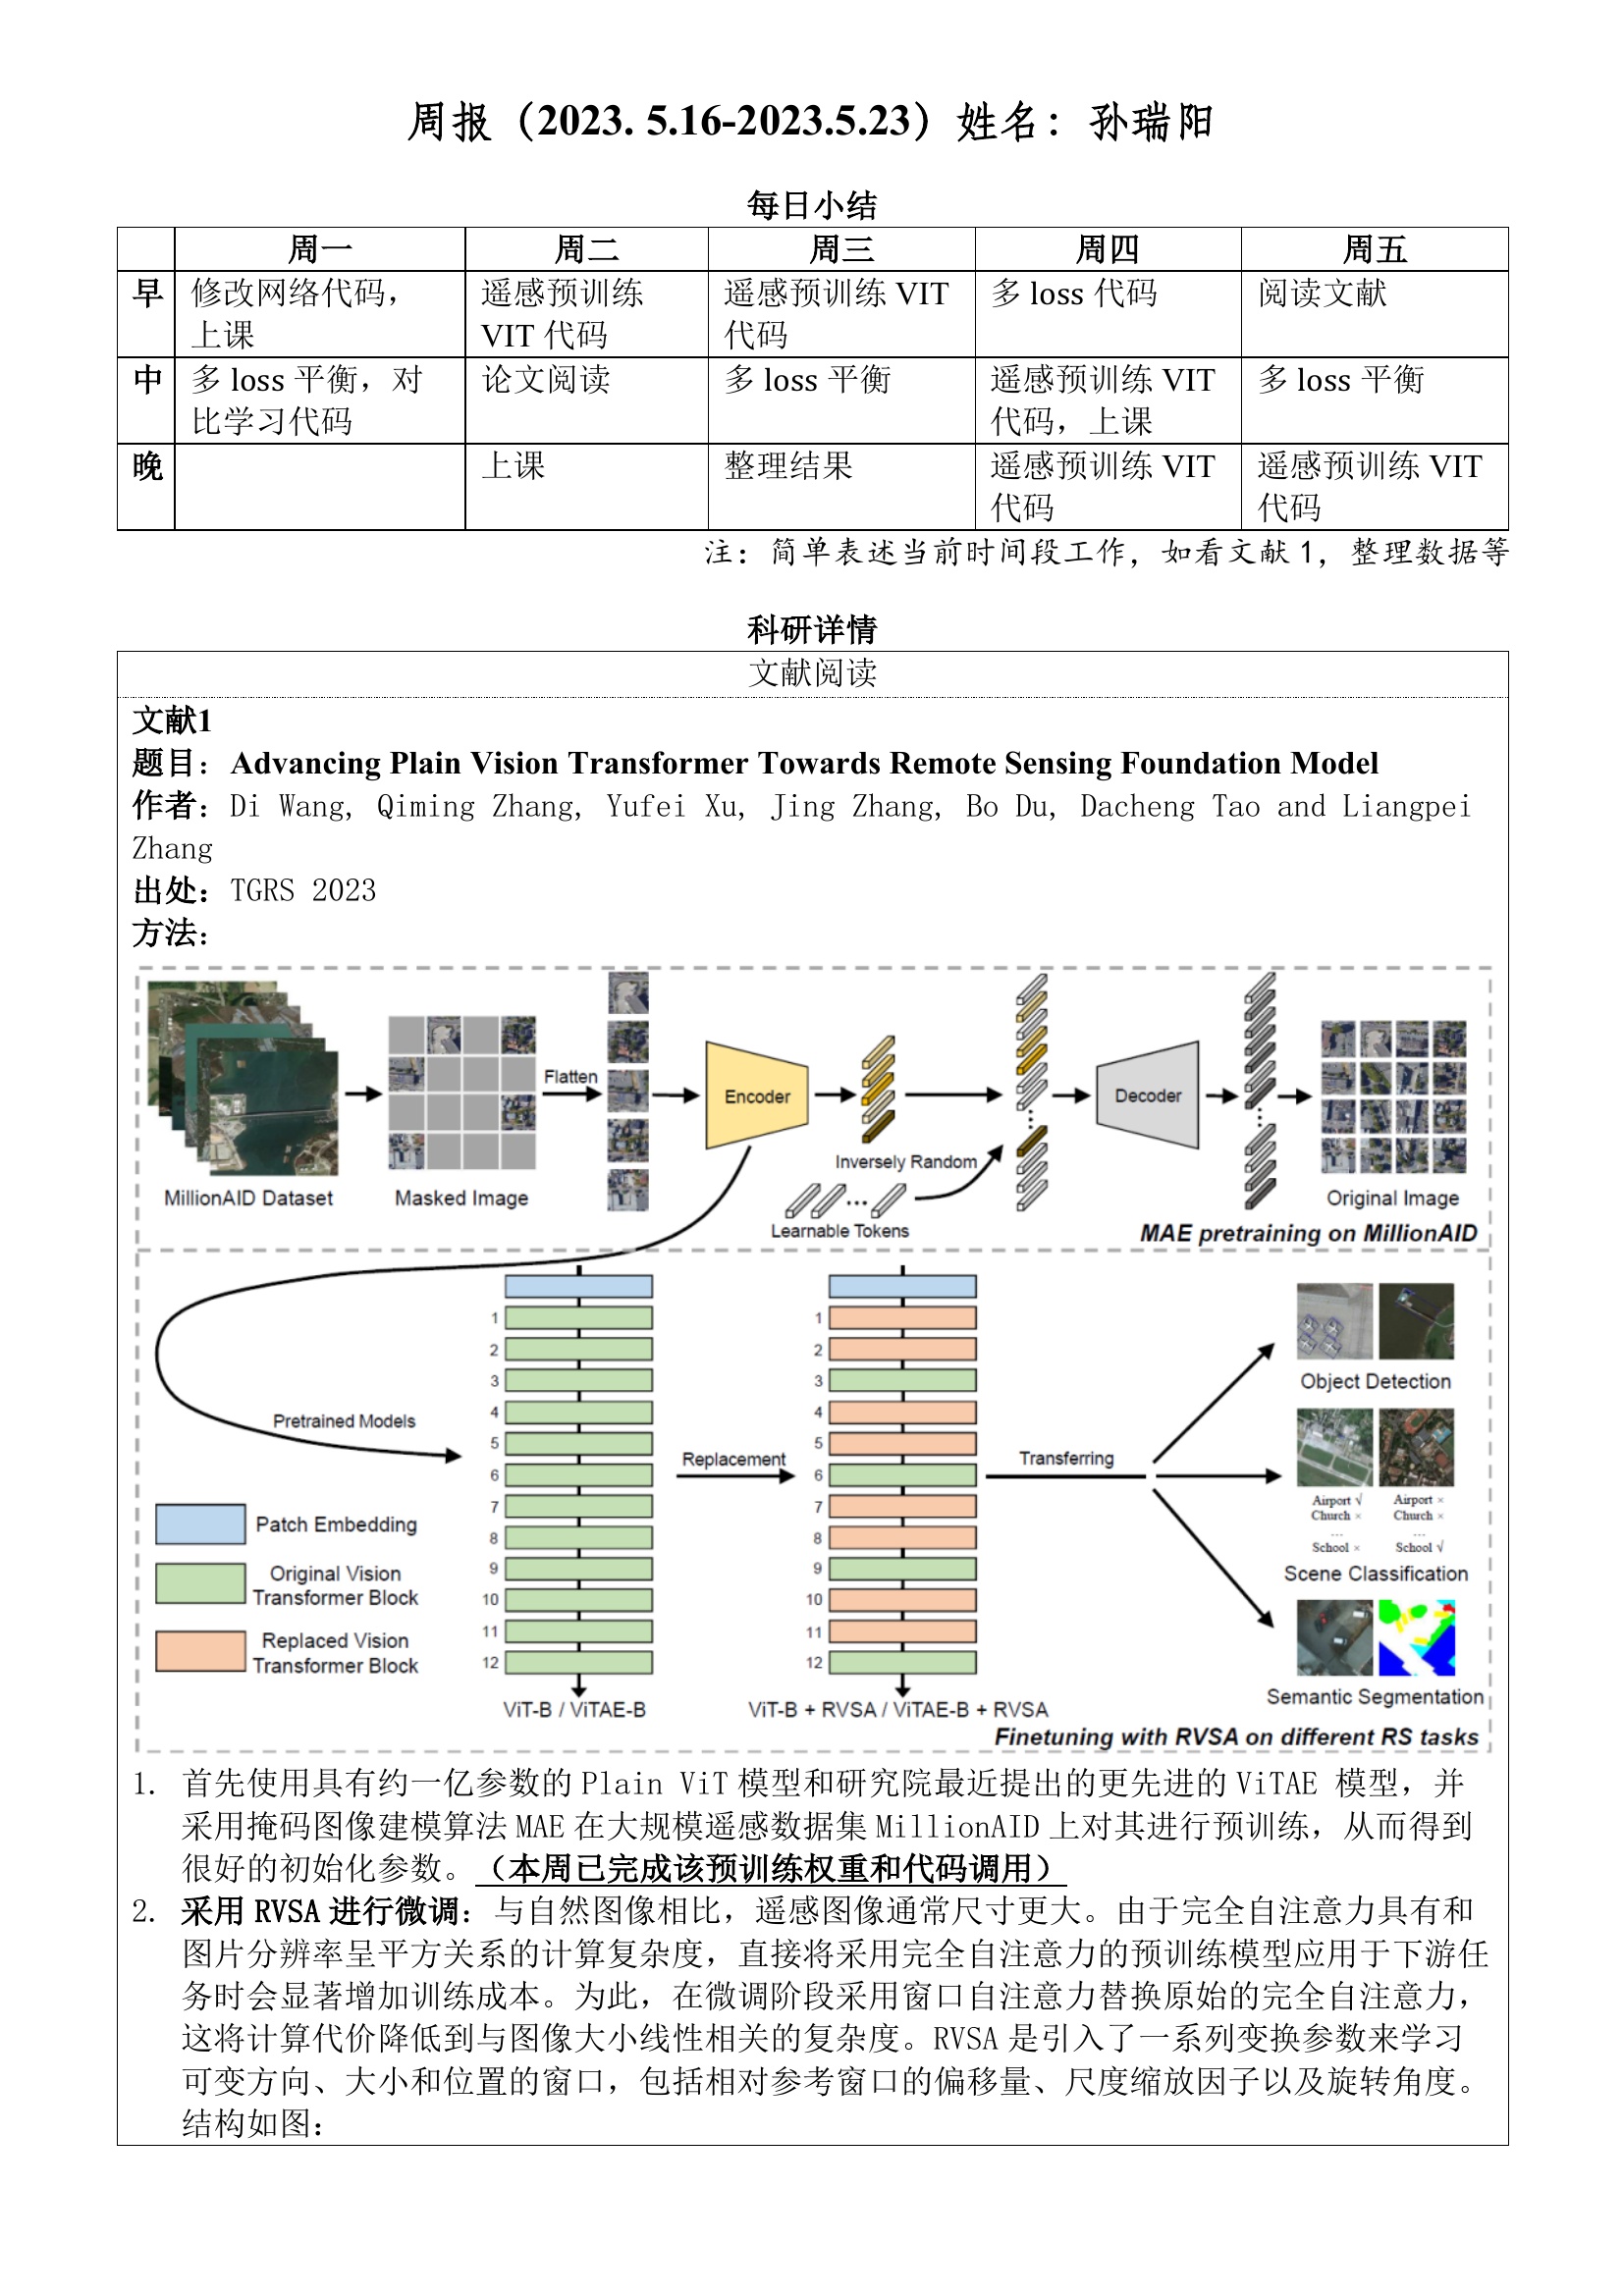 周报（2023. 5.16-2023.5.23）姓名：孙瑞阳
每日小结
周一 周二 周三 周四 周五
早 修改网络代码，上课 遥感预训练 VIT 代码 遥感预训练 VIT 代码 多 loss 代码 阅读文献
中 多 loss 平衡，对比学习代码 论文阅读 多 loss 平衡 遥感预训练 VIT 代码，上课 多 loss 平衡
晚 上课 整理结果 遥感预训练 VIT 代码 遥感预训练 VIT 代码
注：简单表述当前时间段工作，如看文献 1，整理数据等
科研详情
文献阅读
文献1
题目：Advancing Plain Vision Transformer Towards Remote Sensing Foundation Model
作者：Di Wang, Qiming Zhang, Yufei Xu, Jing Zhang, Bo Du, Dacheng Tao and Liangpei
Zhang
出处：TGRS 2023
方法：
Flatten
Encoder
Decoder
Inversely Random
MillionAID Dataset
Masked Image
Learnable Tokens
Original Image
MAE pretraining on MillionAID
Pretrained Models
1
2
3
4
5
6
7
8
9
10
11
12
Replacement
1
2
3
4
5
6
7
8
9
10
11
12
Transferring
Object Detection
Airport √ Airport ×
Church × Church ×
... ...
School × School √
Scene Classification
Semantic Segmentation
Patch Embedding
Original Vision
Transformer Block
Replaced Vision
Transformer Block
ViT-B / ViTAE-B
ViT-B + RVSA / ViTAE-B + RVSA
Finetuning with RVSA on different RS tasks
1. 首先使用具有约一亿参数的 Plain ViT 模型和研究院最近提出的更先进的 ViTAE 模型，并
采用掩码图像建模算法 MAE 在大规模遥感数据集 MillionAID 上对其进行预训练，从而得到
很好的初始化参数。（本周已完成该预训练权重和代码调用）
2. 采用 RVSA 进行微调：与自然图像相比，遥感图像通常尺寸更大。由于完全自注意力具有和
图片分辨率呈平方关系的计算复杂度，直接将采用完全自注意力的预训练模型应用于下游任
务时会显著增加训练成本。为此，在微调阶段采用窗口自注意力替换原始的完全自注意力，
这将计算代价降低到与图像大小线性相关的复杂度。RVSA 是引入了一系列变换参数来学习
可变方向、大小和位置的窗口，包括相对参考窗口的偏移量、尺度缩放因子以及旋转角度。
结构如图：